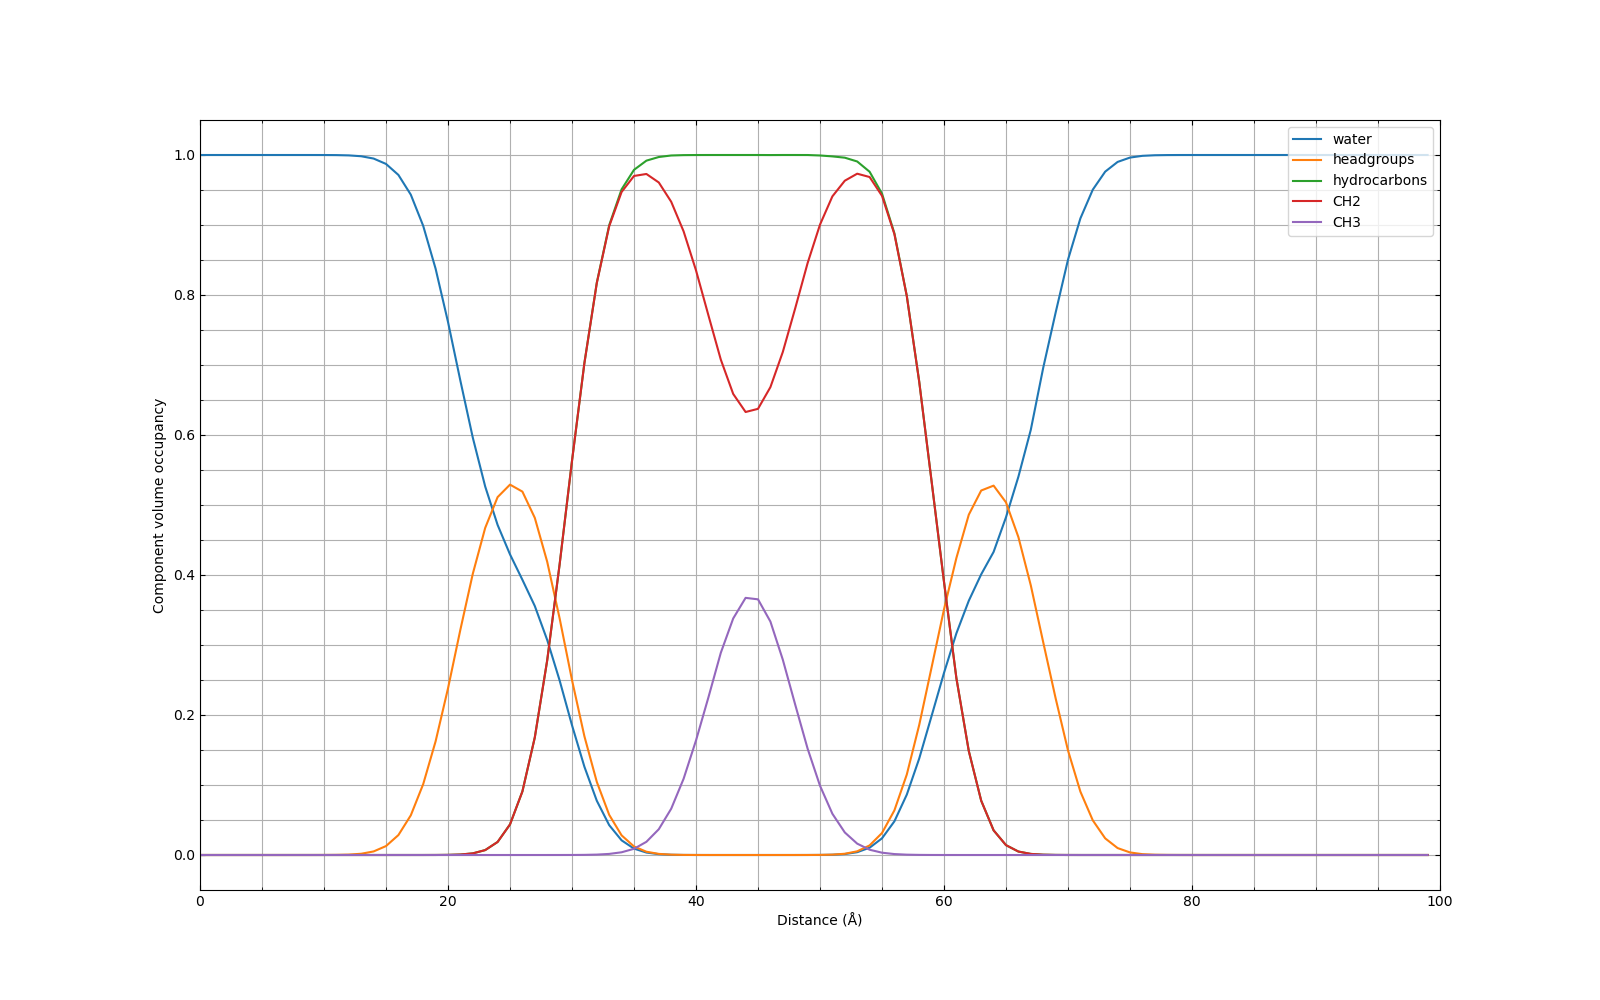 water
headgroups
hydrocarbons
CH2
CH3
1.0
0.8
0.6
0.4
0.2
0.0
Component volume occupancy
0 20 40 60 80 100
Distance (Å)